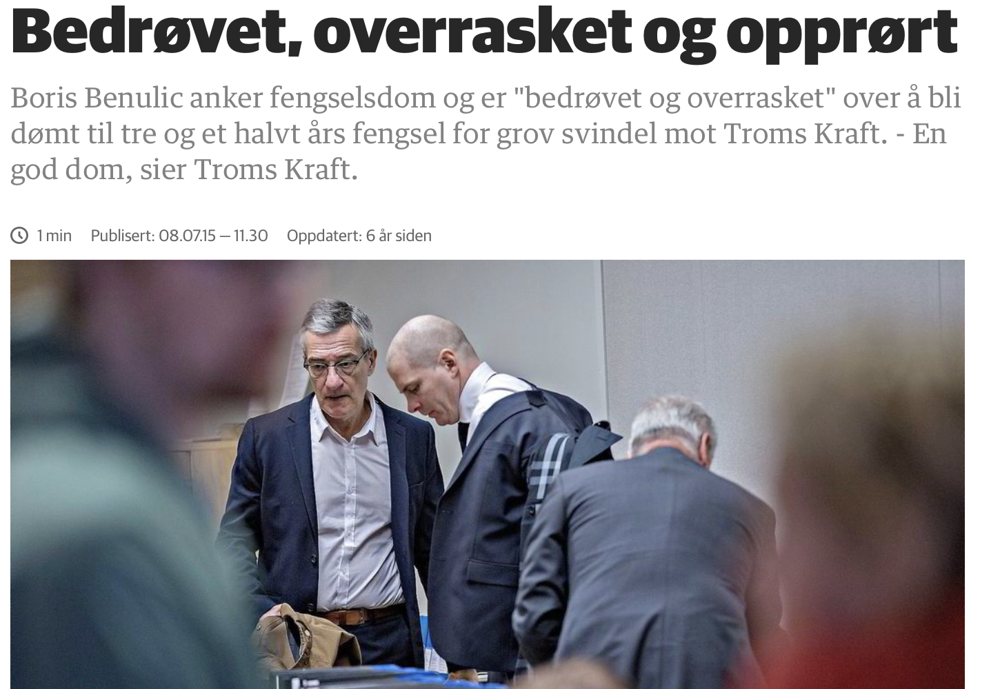 Bedrøvet, overrasket og opprørt
Boris Benulic anker fengselsdom og er "bedrøvet og overrasket" over å bli
dømt til tre og et halvt års fengsel for grov svindel mot Troms Kraft. - En
god dom, sier Troms Kraft.
1 min Publisert: 08.07.15 — 11.30 Oppdatert: 6 år siden